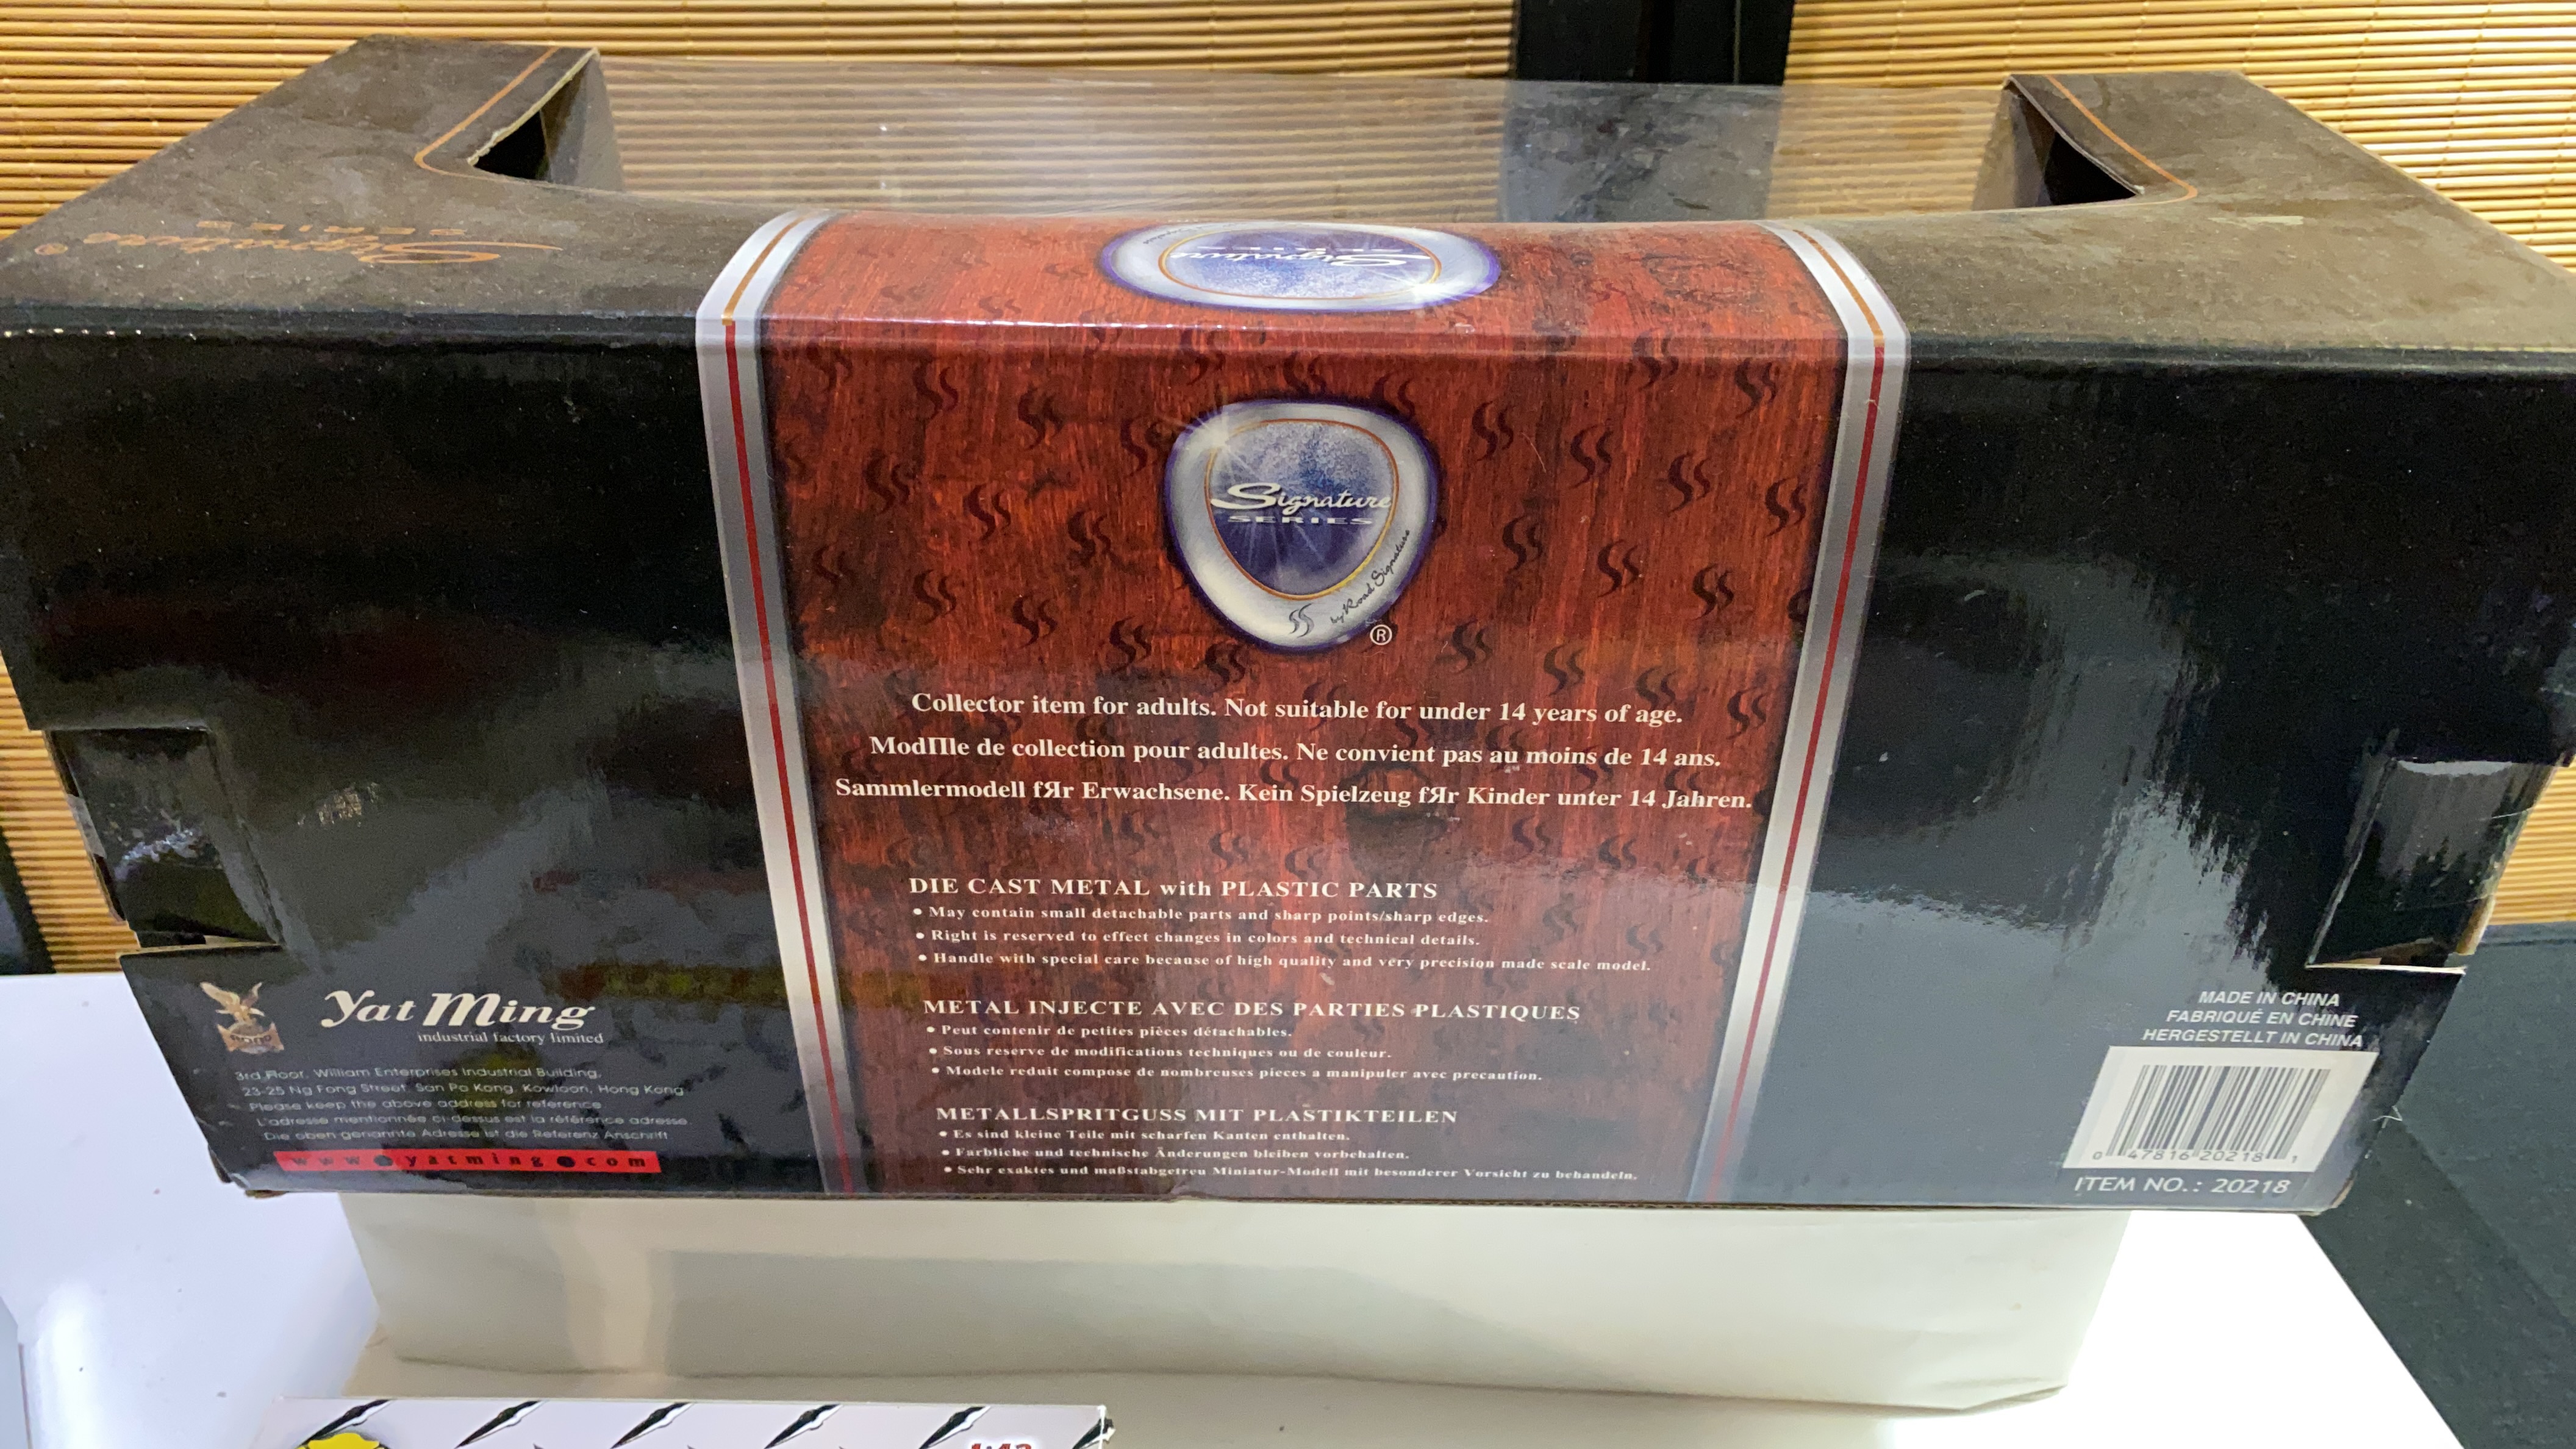 Signature
SERIES
®
Signature
SERIES
Signature
SERIES
by Road Signature
®
Collector item for adults. Not suitable for under 14 years of age.
ModПlle de collection pour adultes. Ne convient pas au moins de 14 ans.
Sammlermodell fЯr Erwachsene. Kein Spielzeug fЯr Kinder unter 14 Jahren.
DIE CAST METAL with PLASTIC PARTS
• May contain small detachable parts and sharp points/sharp edges.
• Right is reserved to effect changes in colors and technical details.
• Handle with special care because of high quality and very precision made scale model.
METAL INJECTE AVEC DES PARTIES PLASTIQUES
• Peut contenir de petites pièces détachables.
• Sous reserve de modifications techniques ou de couleur.
• Modele reduit compose de nombreuses pieces a manipuler avec precaution.
METALLSPRITGUSS MIT PLASTIKTEILEN
• Es sind kleine Teile mit scharfen Kanten enthalten.
• Farbliche und technische Änderungen bleiben vorbehalten.
• Sehr exaktes und maßstabgetreu Miniatur-Modell mit besonderer Vorsicht zu behandeln.
Yat Ming
industrial factory limited
3rd Floor, William Enterprises Industrial Building,
23-25 Ng Fong Street, San Po Kong, Kowloon, Hong Kong
Please keep the above address for reference
L'adresse mentionnée ci-dessus est la référence adresse
Die oben genannte Adresse ist die Referenz Anschrift
www.yatming.com
MADE IN CHINA
FABRIQUÉ EN CHINE
HERGESTELLT IN CHINA
0 47816 20218 1
ITEM NO.: 20218
1:43